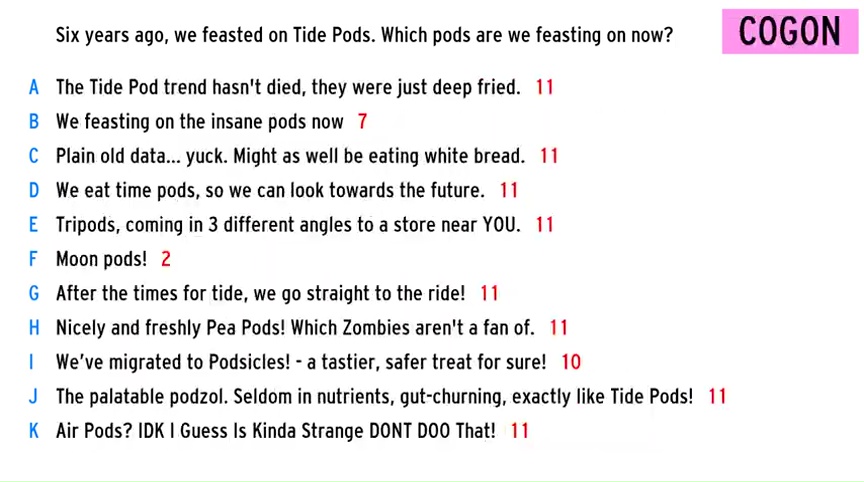 Six years ago, we feasted on Tide Pods. Which pods are we feasting on now?
COGON
A The Tide Pod trend hasn't died, they were just deep fried. 11
B We feasting on the insane pods now 7
C Plain old data... yuck. Might as well be eating white bread. 11
D We eat time pods, so we can look towards the future. 11
E Tripods, coming in 3 different angles to a store near YOU. 11
F Moon pods! 2
G After the times for tide, we go straight to the ride! 11
H Nicely and freshly Pea Pods! Which Zombies aren't a fan of. 11
I We've migrated to Podsicles! - a tastier, safer treat for sure! 10
J The palatable podzol. Seldom in nutrients, gut-churning, exactly like Tide Pods! 11
K Air Pods? IDK I Guess Is Kinda Strange DONT DOO That! 11